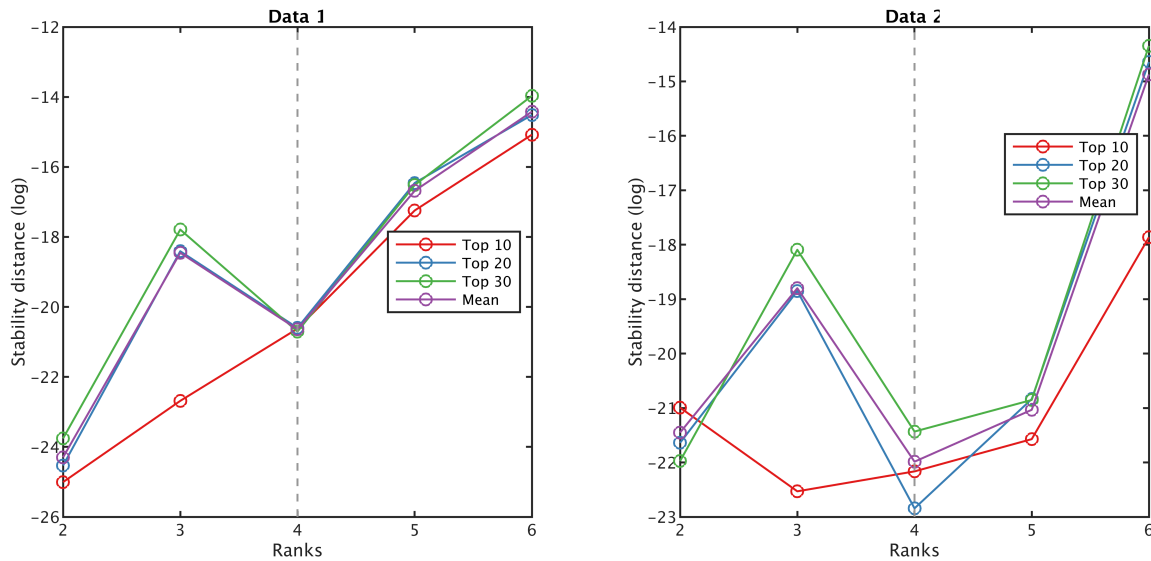 Data 1
−12
−14
−16
−18
−20
−22
−24
−26
2 3 4 5 6
Stability distance (log)
Ranks
Top 10
Top 20
Top 30
Mean
Data 2
−14
−15
−16
−17
−18
−19
−20
−21
−22
−23
2 3 4 5 6
Stability distance (log)
Ranks
Top 10
Top 20
Top 30
Mean